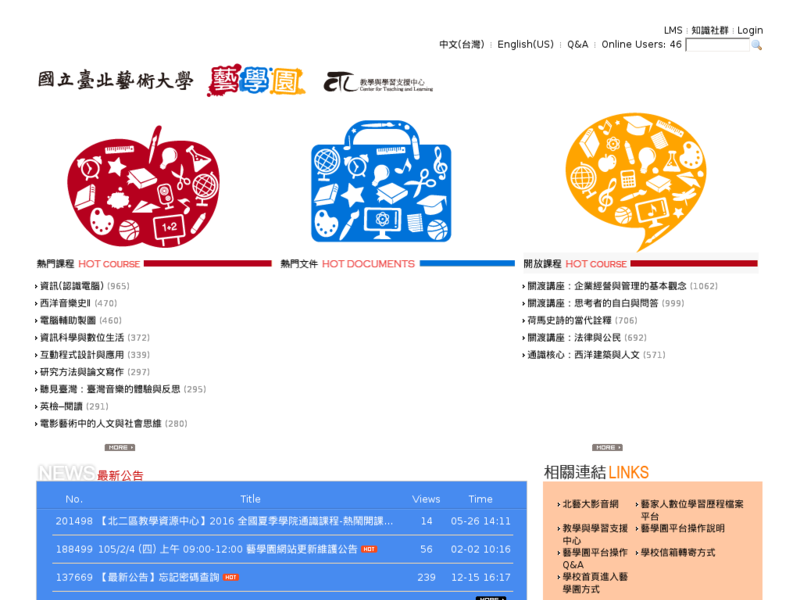 LMS 知識社群 Login
中文(台灣) English(US) Q&A Online Users: 46
國立臺北藝術大學 藝學園 CTL 教學與學習支援中心
Center for Teaching and Learning
1+2
熱門課程 HOT COURSE
資訊(認識電腦) (965)
西洋音樂史II (470)
電腦輔助製圖 (460)
資訊科學與數位生活 (372)
互動程式設計與應用 (339)
研究方法與論文寫作 (297)
聽見臺灣：臺灣音樂的體驗與反思 (295)
英檢─閱讀 (291)
電影藝術中的人文與社會思維 (280)
MORE
熱門文件 HOT DOCUMENTS
開放課程 HOT COURSE
關渡講座：企業經營與管理的基本觀念 (1062)
關渡講座：思考者的自白與問答 (999)
荷馬史詩的當代詮釋 (706)
關渡講座：法律與公民 (692)
通識核心：西洋建築與人文 (571)
MORE
NEWS 最新公告
No. Title Views Time
201498 【北二區教學資源中心】2016 全國夏季學院通識課程-熱鬧開課... 14 05-26 14:11
188499 105/2/4 (四) 上午 09:00-12:00 藝學園網站更新維護公告 HOT 56 02-02 10:16
137669 【最新公告】忘記密碼查詢 HOT 239 12-15 16:17
MORE
相關連結 LINKS
北藝大影音網
藝家人數位學習歷程檔案
平台
教學與學習支援
中心
藝學園平台操作說明
藝學園平台操作
Q&A
學校信箱轉寄方式
學校首頁進入藝
學園方式